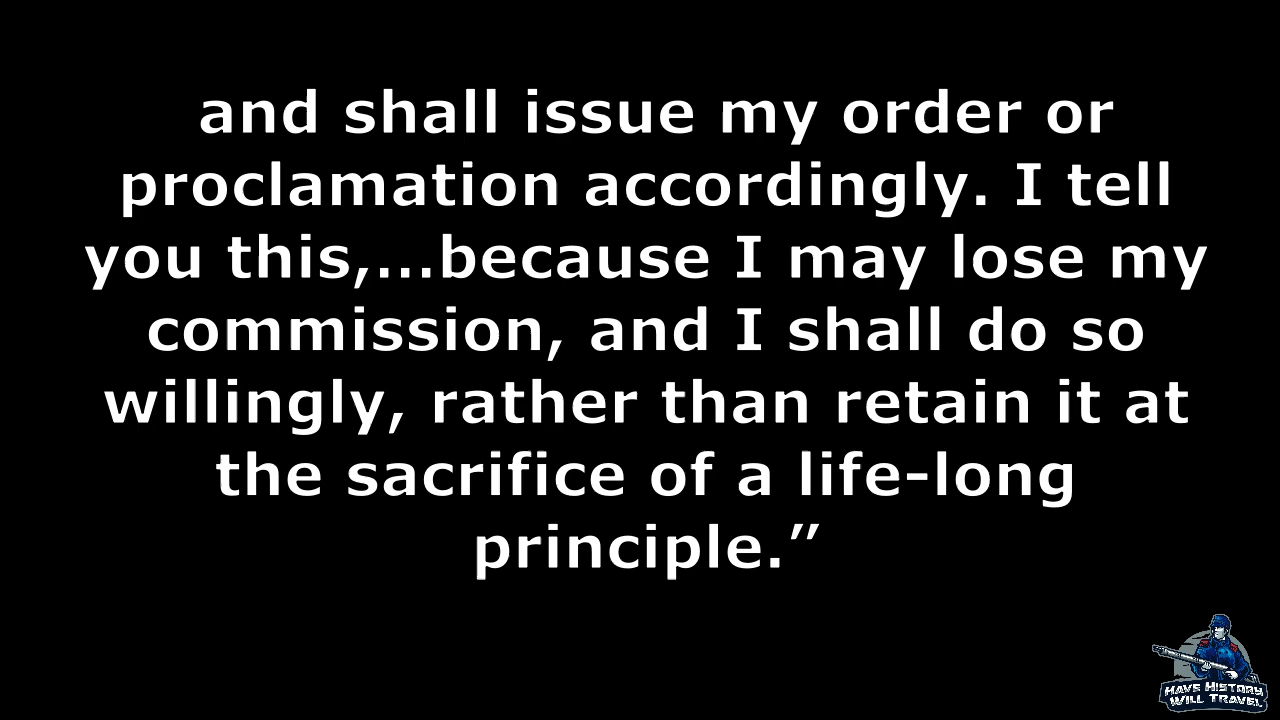 and shall issue my order or
proclamation accordingly. I tell
you this,...because I may lose my
commission, and I shall do so
willingly, rather than retain it at
the sacrifice of a life-long
principle.”
HAVE HISTORY
WILL TRAVEL